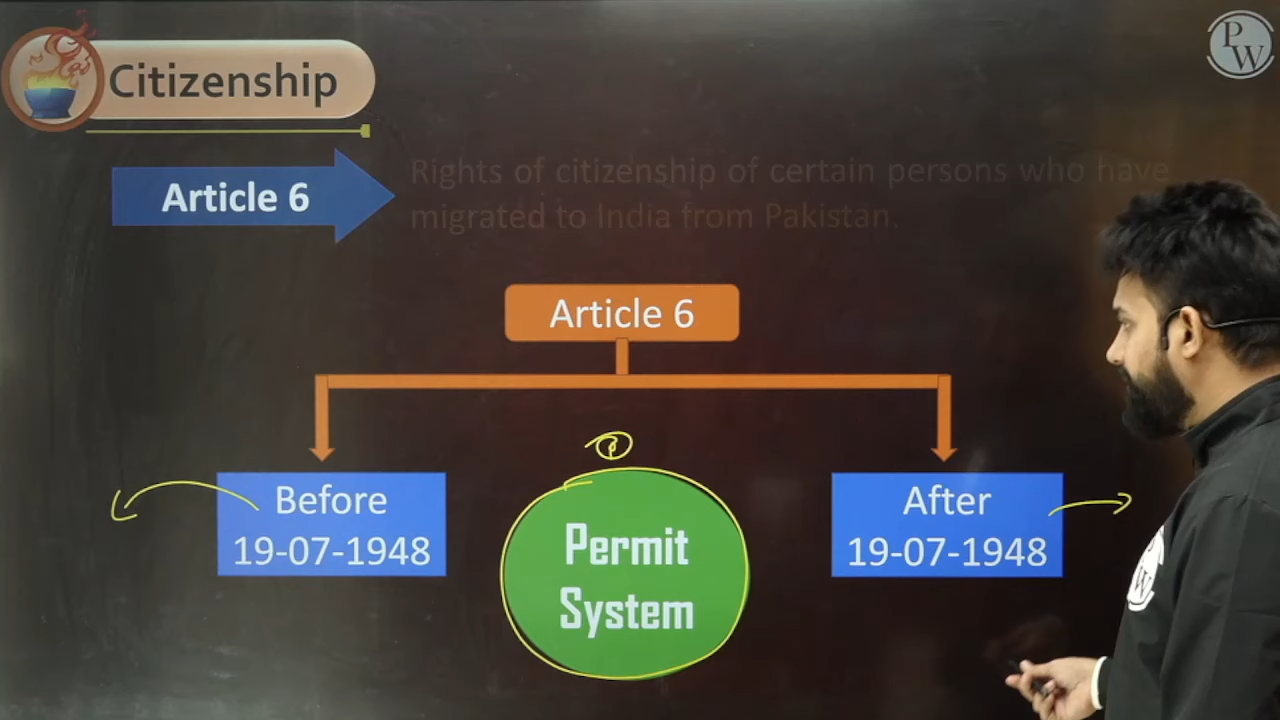 Citizenship
PW
Article 6
Rights of citizenship of certain persons who have
migrated to India from Pakistan.
Article 6
Before
19-07-1948
Permit
System
After
19-07-1948
W